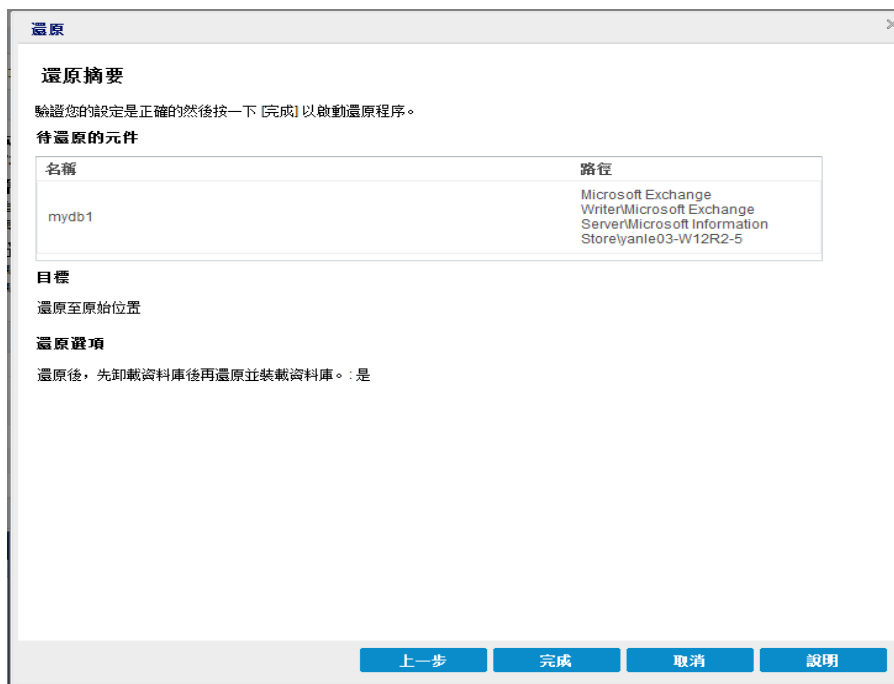 還原
還原摘要
驗證您的設定是正確的然後按一下 [完成] 以啟動還原程序。
待還原的元件
名稱 路徑
mydb1
Microsoft Exchange
Writer\Microsoft Exchange
Server\Microsoft Information
Store\yanle03-W12R2-5
目標
還原至原始位置
還原選項
還原後，先卸載資料庫後再還原並裝載資料庫。: 是
上一步 完成 取消 說明